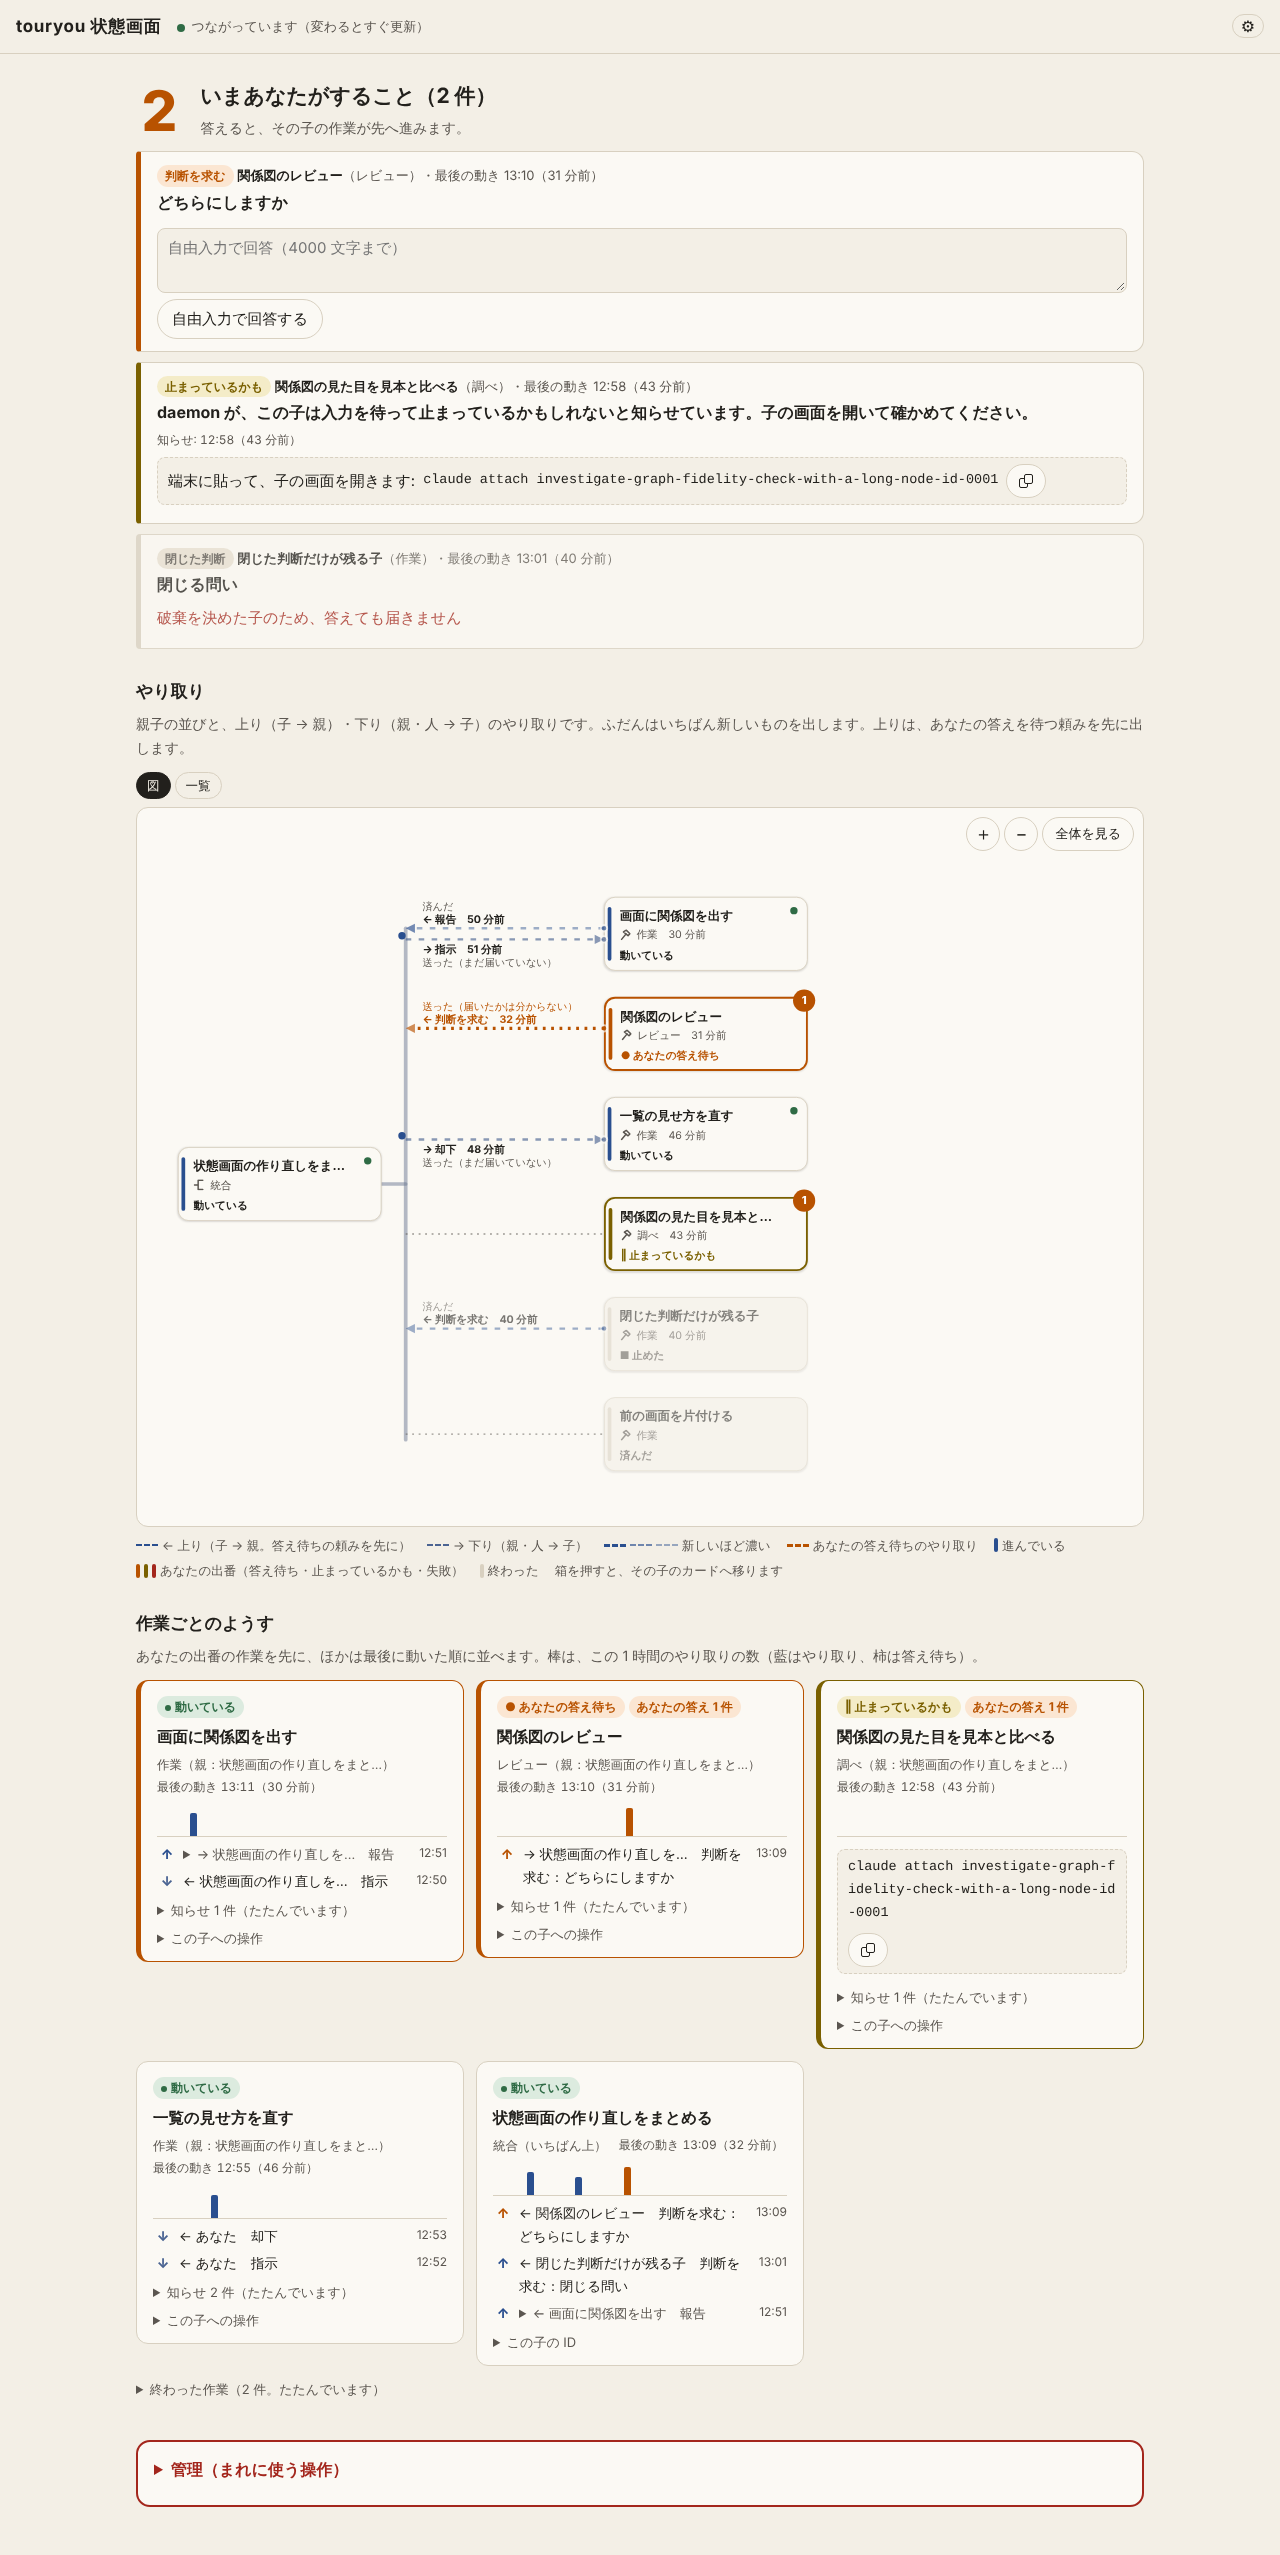 touryou 状態画面 つながっています（変わるとすぐ更新） ⚙
2 いまあなたがすること（2 件）
答えると、その子の作業が先へ進みます。
判断を求む 関係図のレビュー（レビュー）・最後の動き 13:10（31 分前）
どちらにしますか
自由入力で回答（4000 文字まで）
自由入力で回答する
止まっているかも 関係図の見た目を見本と比べる（調べ）・最後の動き 12:58（43 分前）
daemon が、この子は入力を待って止まっているかもしれないと知らせています。子の画面を開いて確かめてください。
知らせ: 12:58（43 分前）
端末に貼って、子の画面を開きます: claude attach investigate-graph-fidelity-check-with-a-long-node-id-0001
閉じた判断 閉じた判断だけが残る子（作業）・最後の動き 13:01（40 分前）
閉じる問い
破棄を決めた子のため、答えても届きません
やり取り
親子の並びと、上り（子 → 親）・下り（親・人 → 子）のやり取りです。ふだんはいちばん新しいものを出します。上りは、あなたの答えを待つ頼みを先に出
します。
図 一覧
+ − 全体を見る
済んだ
← 報告 50 分前
→ 指示 51 分前
送った（まだ届いていない）
画面に関係図を出す
作業 30 分前
動いている
送った（届いたかは分からない）
← 判断を求む 32 分前
1
関係図のレビュー
レビュー 31 分前
● あなたの答え待ち
→ 却下 48 分前
送った（まだ届いていない）
一覧の見せ方を直す
作業 46 分前
動いている
状態画面の作り直しをま…
統合
動いている
1
関係図の見た目を見本と…
調べ 43 分前
‖ 止まっているかも
済んだ
← 判断を求む 40 分前
閉じた判断だけが残る子
作業 40 分前
■ 止めた
前の画面を片付ける
作業
済んだ
← 上り（子 → 親。答え待ちの頼みを先に） → 下り（親・人 → 子） 新しいほど濃い あなたの答え待ちのやり取り 進んでいる
あなたの出番（答え待ち・止まっているかも・失敗） 終わった 箱を押すと、その子のカードへ移ります
作業ごとのようす
あなたの出番の作業を先に、ほかは最後に動いた順に並べます。棒は、この 1 時間のやり取りの数（藍はやり取り、柿は答え待ち）。
● 動いている
画面に関係図を出す
作業（親：状態画面の作り直しをまと…）
最後の動き 13:11（30 分前）
↑ ▶ → 状態画面の作り直しを… 報告 12:51
↓ ← 状態画面の作り直しを… 指示 12:50
▶ 知らせ 1 件（たたんでいます）
▶ この子への操作
● あなたの答え待ち あなたの答え 1 件
関係図のレビュー
レビュー（親：状態画面の作り直しをまと…）
最後の動き 13:10（31 分前）
↑ → 状態画面の作り直しを… 判断を 13:09
求む：どちらにしますか
▶ 知らせ 1 件（たたんでいます）
▶ この子への操作
‖ 止まっているかも あなたの答え 1 件
関係図の見た目を見本と比べる
調べ（親：状態画面の作り直しをまと…）
最後の動き 12:58（43 分前）
claude attach investigate-graph-f
idelity-check-with-a-long-node-id
-0001
▶ 知らせ 1 件（たたんでいます）
▶ この子への操作
● 動いている
一覧の見せ方を直す
作業（親：状態画面の作り直しをまと…）
最後の動き 12:55（46 分前）
↓ ← あなた 却下 12:53
↓ ← あなた 指示 12:52
▶ 知らせ 2 件（たたんでいます）
▶ この子への操作
● 動いている
状態画面の作り直しをまとめる
統合（いちばん上） 最後の動き 13:09（32 分前）
↑ ← 関係図のレビュー 判断を求む： 13:09
どちらにしますか
↑ ← 閉じた判断だけが残る子 判断を 13:01
求む：閉じる問い
↑ ▶ ← 画面に関係図を出す 報告 12:51
▶ この子の ID
▶ 終わった作業（2 件。たたんでいます）
▶ 管理（まれに使う操作）